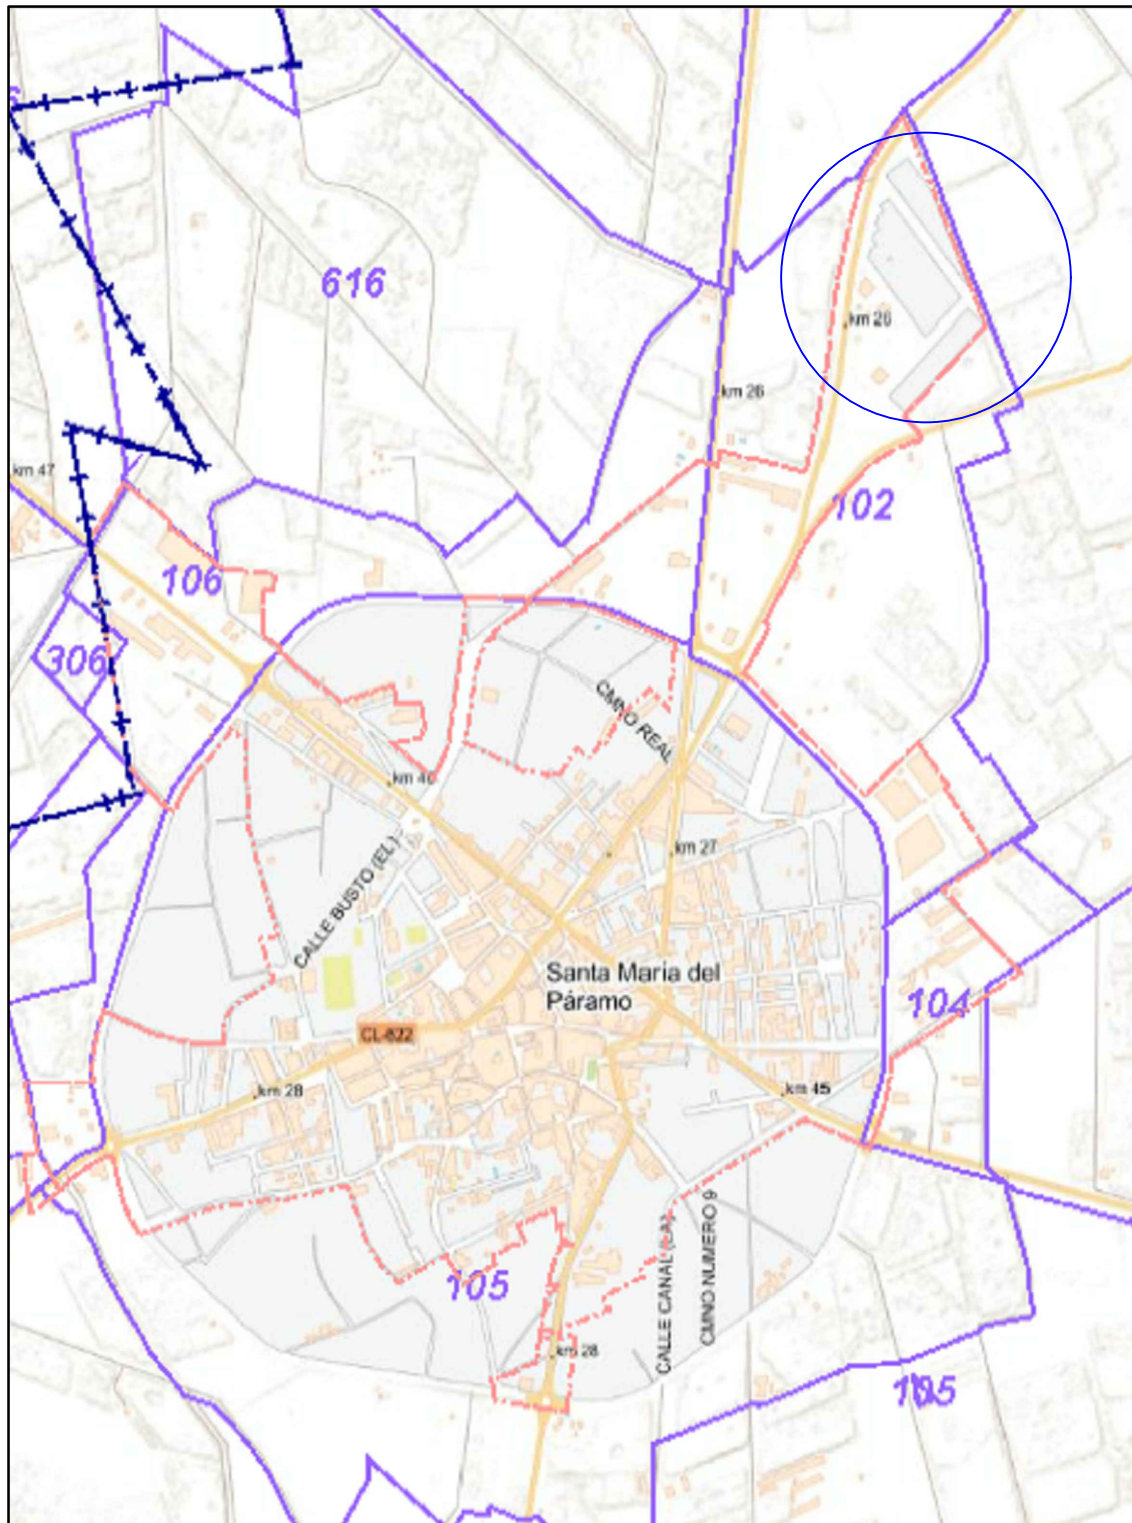 616
km 26
km 26
km 47
102
106
306
CMNO REAL
km 46
km 27
CALLE BUSTO (EL)
Santa María del
Páramo
104
CL-622
km 28
km 45
CALLE CANAL (LA)
CMNO NUMERO 9
105
km 28
105